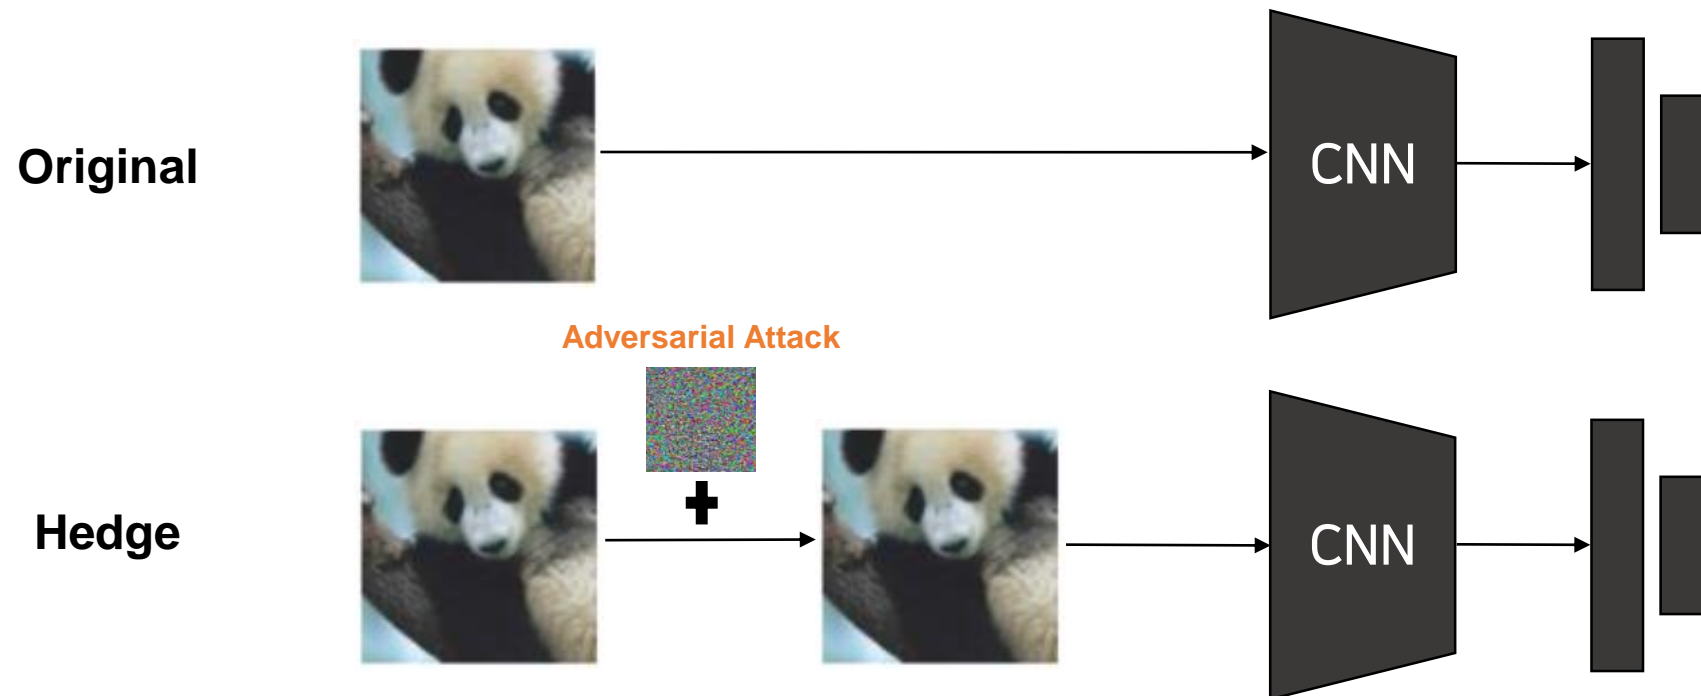 Original
CNN
Adversarial Attack
Hedge
CNN